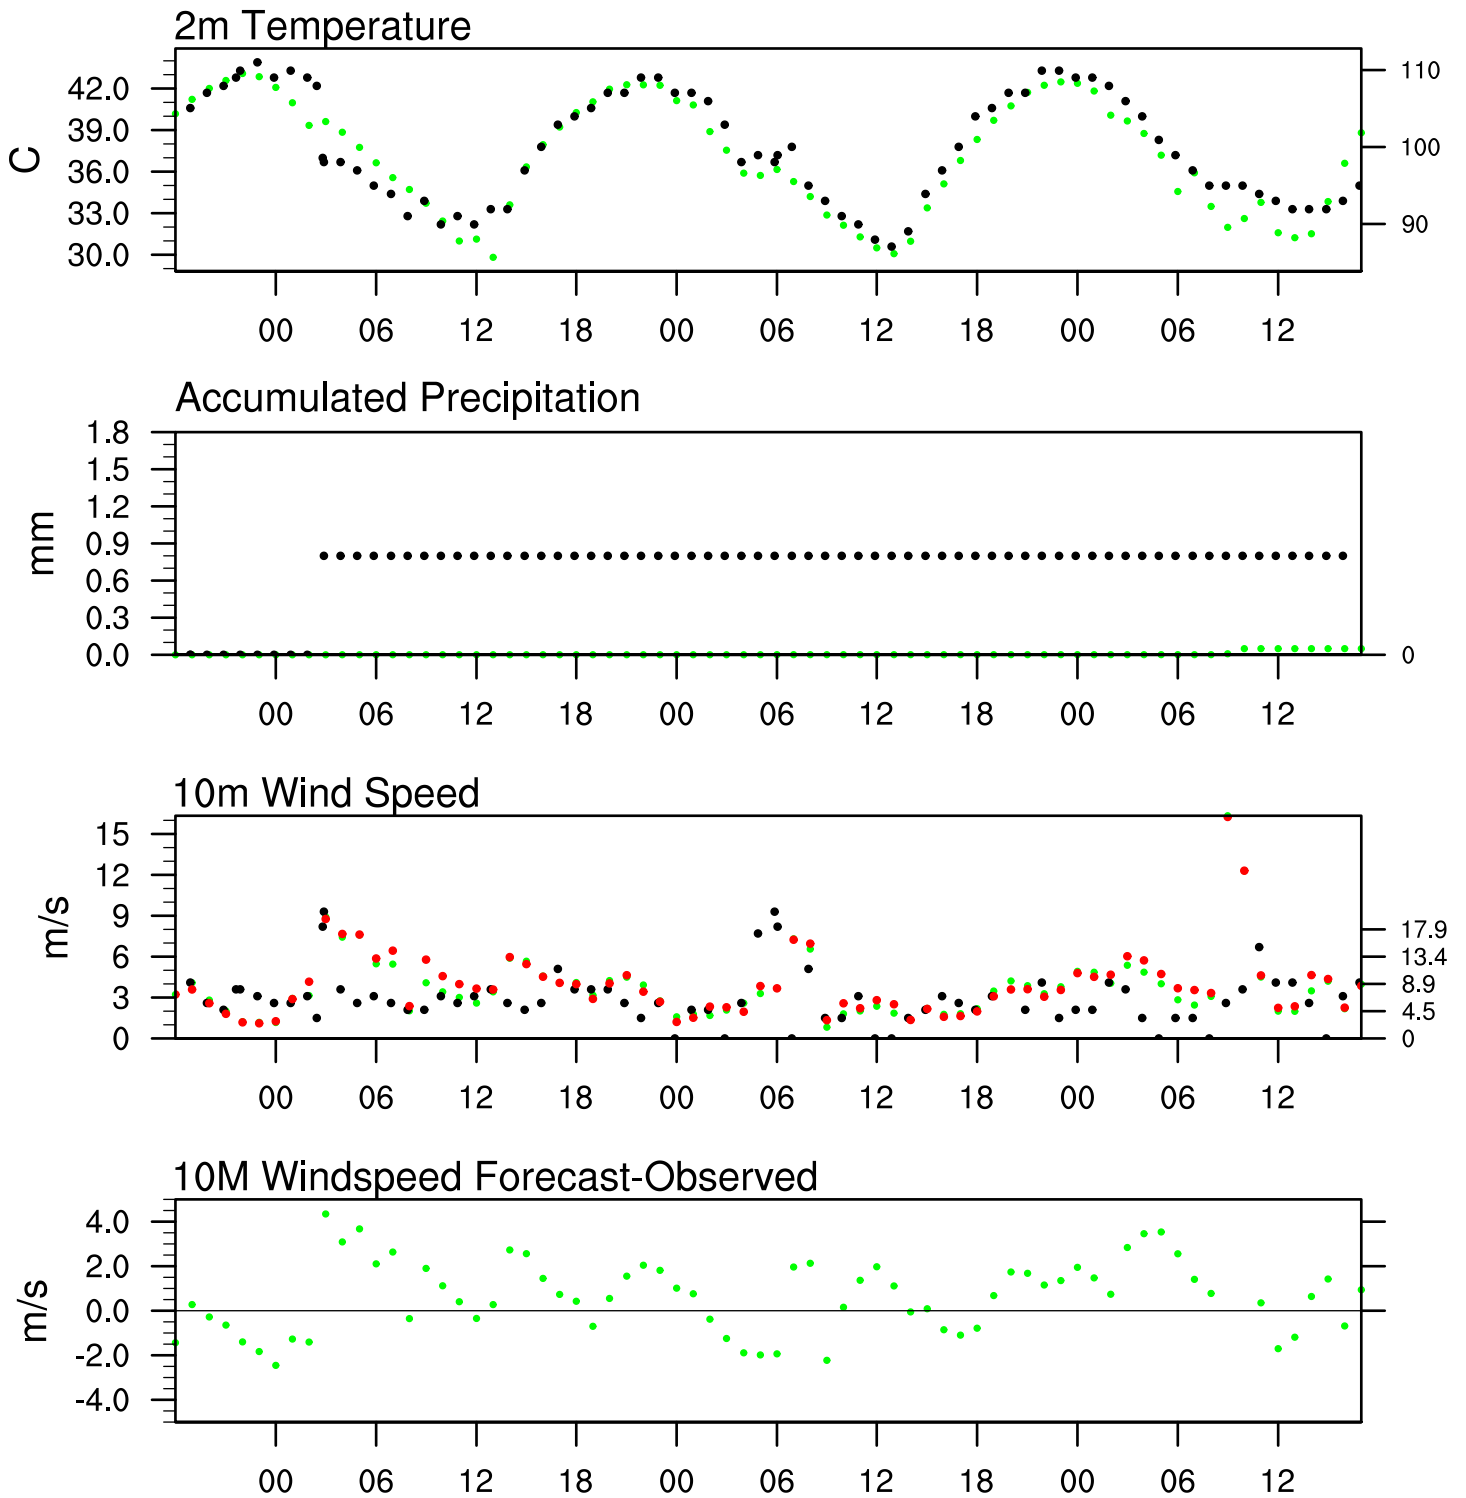 2m Temperature
C
42.0
39.0
36.0
33.0
30.0
110
100
90
00 06 12 18 00 06 12 18 00 06 12
Accumulated Precipitation
mm
1.8
1.5
1.2
0.9
0.6
0.3
0.0
0
00 06 12 18 00 06 12 18 00 06 12
10m Wind Speed
m/s
15
12
9
6
3
0
17.9
13.4
8.9
4.5
0
00 06 12 18 00 06 12 18 00 06 12
10M Windspeed Forecast-Observed
m/s
4.0
2.0
0.0
-2.0
-4.0
00 06 12 18 00 06 12 18 00 06 12